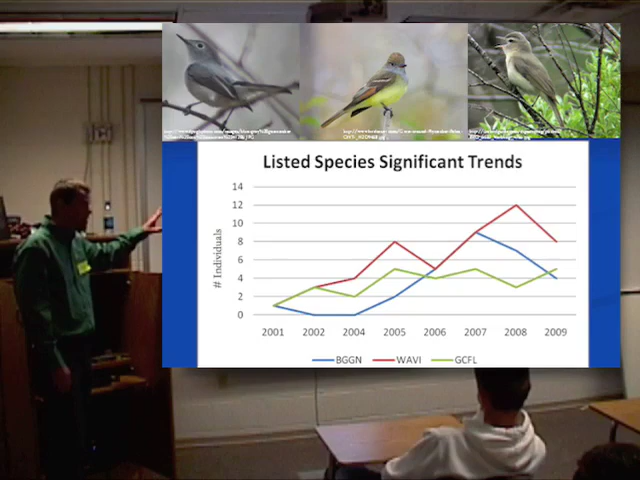 Listed Species Significant Trends
# Individuals
14
12
10
8
6
4
2
0
2001 2002 2004 2005 2006 2007 2008 2009
BGGN WAVI GCFL